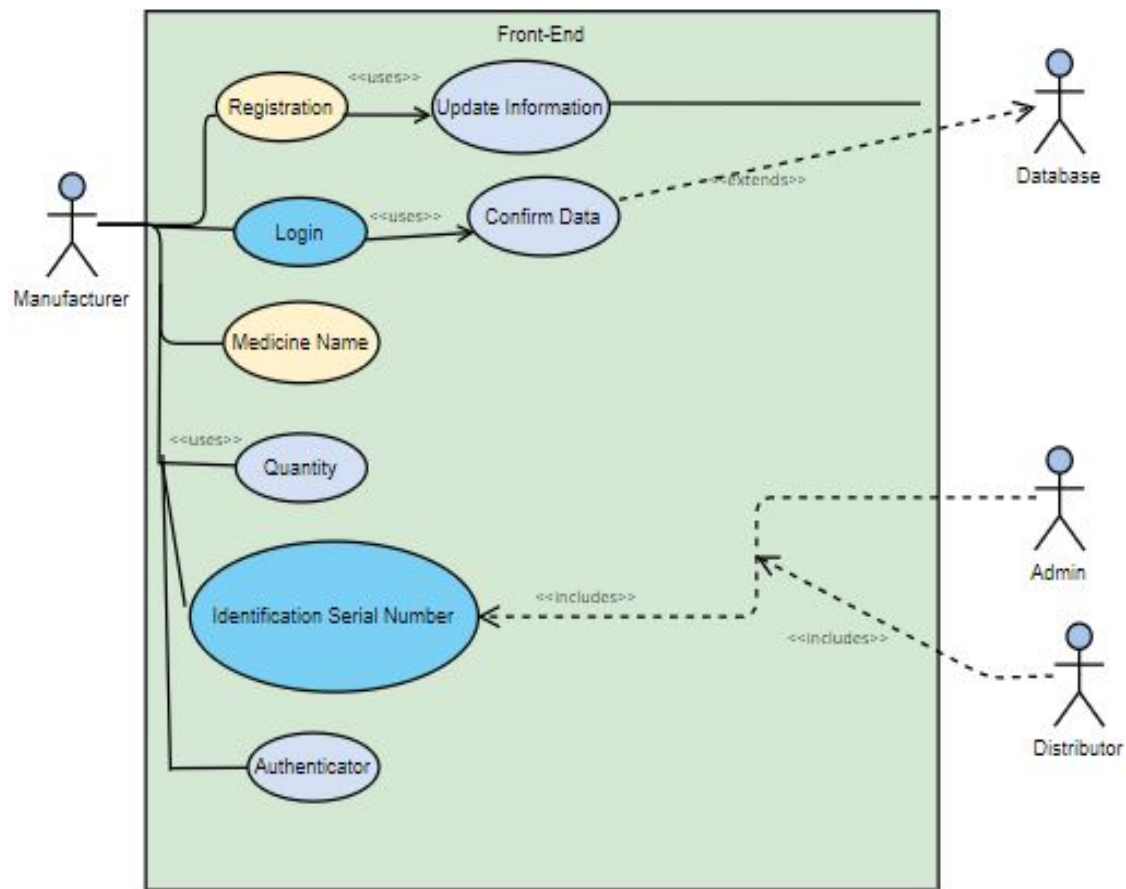 Front-End
<<uses>>
Registration
Update Information
Database
<<extends>>
<<uses>>
Login
Confirm Data
Manufacturer
Medicine Name
<<uses>>
Quantity
Admin
<<includes>>
Identification Serial Number
<<includes>>
Distributor
Authenticator